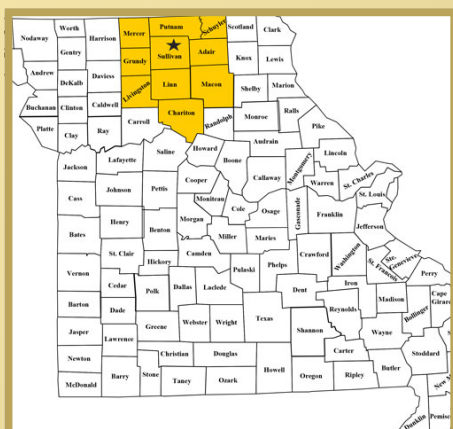 Worth
Nodaway
Harrison
Mercer
Putnam
Schuyler
Scotland
Clark
Gentry
Sullivan
Adair
Knox
Lewis
Grundy
Andrew
DeKalb
Daviess
Linn
Macon
Livingston
Shelby
Marion
Buchanan
Clinton
Caldwell
Chariton
Randolph
Monroe
Ralls
Platte
Clay
Ray
Carroll
Pike
Audrain
Howard
Boone
Saline
Lafayette
Jackson
Lincoln
Montgomery
Callaway
Warren
St. Charles
St. Louis
Cooper
Johnson
Pettis
Cass
Moniteau
Cole
Osage
Gasconade
Franklin
Jefferson
Morgan
Henry
Benton
Bates
Miller
Maries
Washington
St. Clair
Camden
Hickory
Crawford
Phelps
Pulaski
St. Francois
Ste. Genevieve
Perry
Vernon
Cedar
Polk
Dallas
Laclede
Dent
Iron
Madison
Bollinger
Cape
Girard
Barton
Dade
Reynolds
Texas
Greene
Webster
Wright
Shannon
Wayne
Jasper
Lawrence
Stoddard
Carter
Christian
Douglas
Newton
Howell
Butler
Ripley
Oregon
McDonald
Barry
Stone
Taney
Ozark
New M
Dunklin
Pemisc